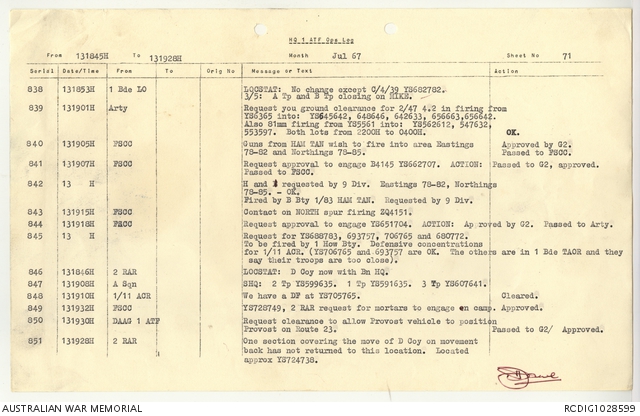 HQ 1 ATF Ops Log
From 131845H To 131928H Month Jul 67 Sheet No 71
Serial Date/Time From To Orig No Message or Text Action
838 131853H 1 Bde LO LOCSTAT: No change except C/4/39 YS682782.
3/5: A Tp and B Tp closing on MIKE.
839 131901H Arty Request you ground clearance for 2/47 4.2 in firing from
YS6365 into: YS645642, 648646, 642633, 656663,656642.
Also 81mm firing from YS5561 into: YS562612, 547632,
553597. Both lots from 2200H to 0400H. OK.
840 131905H FSCC Guns from HAM TAN wish to fire into area Eastings Approved by G2.
78-82 and Northings 78-85. Passed to FSCC.
841 131907H FSCC Request approval to engage B4145 YS662707. ACTION: Passed to G2, approved.
Passed to FSCC.
842 13 H H and I requested by 9 Div. Eastings 78-82, Northings
78-85. - OK.
Fired by B Bty 1/83 HAM TAN. Requested by 9 Div.
843 131915H FSCC Contact on NORTH spur firing ZQ4151.
844 131918H FSCC Request approval to engage YS651704. ACTION: Approved by G2. Passed to Arty.
845 13 H Request for YS688783, 693757, 706765 and 680772.
To be fired by 1 How Bty. Defensive concentrations
for 1/11 ACR. (YS706765 and 693757 are OK. The others are in 1 Bde TAOR and they
say their troops are too close).
846 131846H 2 RAR LOCSTAT: D Coy now with Bn HQ.
847 131908H A Sqn SHQ: 2 Tp YS599635. 1 Tp YS591635. 3 Tp YS607641.
848 131910H 1/11 ACR We have a DF at YS705765. Cleared.
849 131932H FSCC YS728749, 2 RAR request for mortars to engage en camp. Approved.
850 131930H DAAG 1 ATF Request clearance to allow Provost vehicle to position
Provost on Route 23. Passed to G2/ Approved.
851 131928H 2 RAR One section covering the move of D Coy on movement
back has not returned to this location. Located
approx YS724738.
AUSTRALIAN WAR MEMORIAL RCDIG1028599